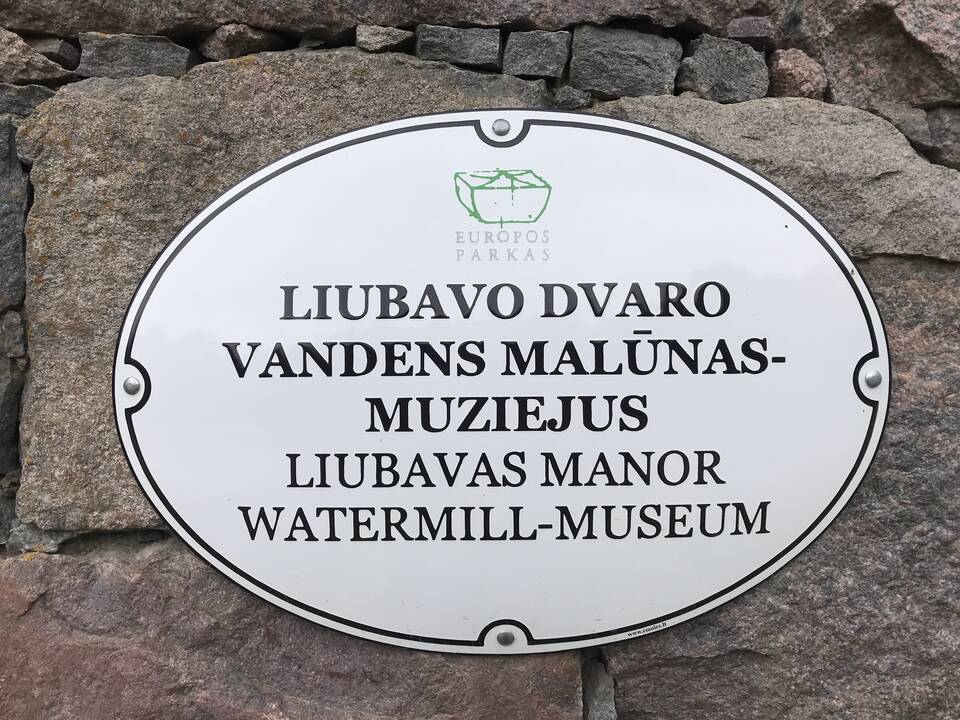 EUROPOS
PARKAS
LIUBAVO DVARO
VANDENS MALŪNAS-
MUZIEJUS
LIUBAVAS MANOR
WATERMILL-MUSEUM